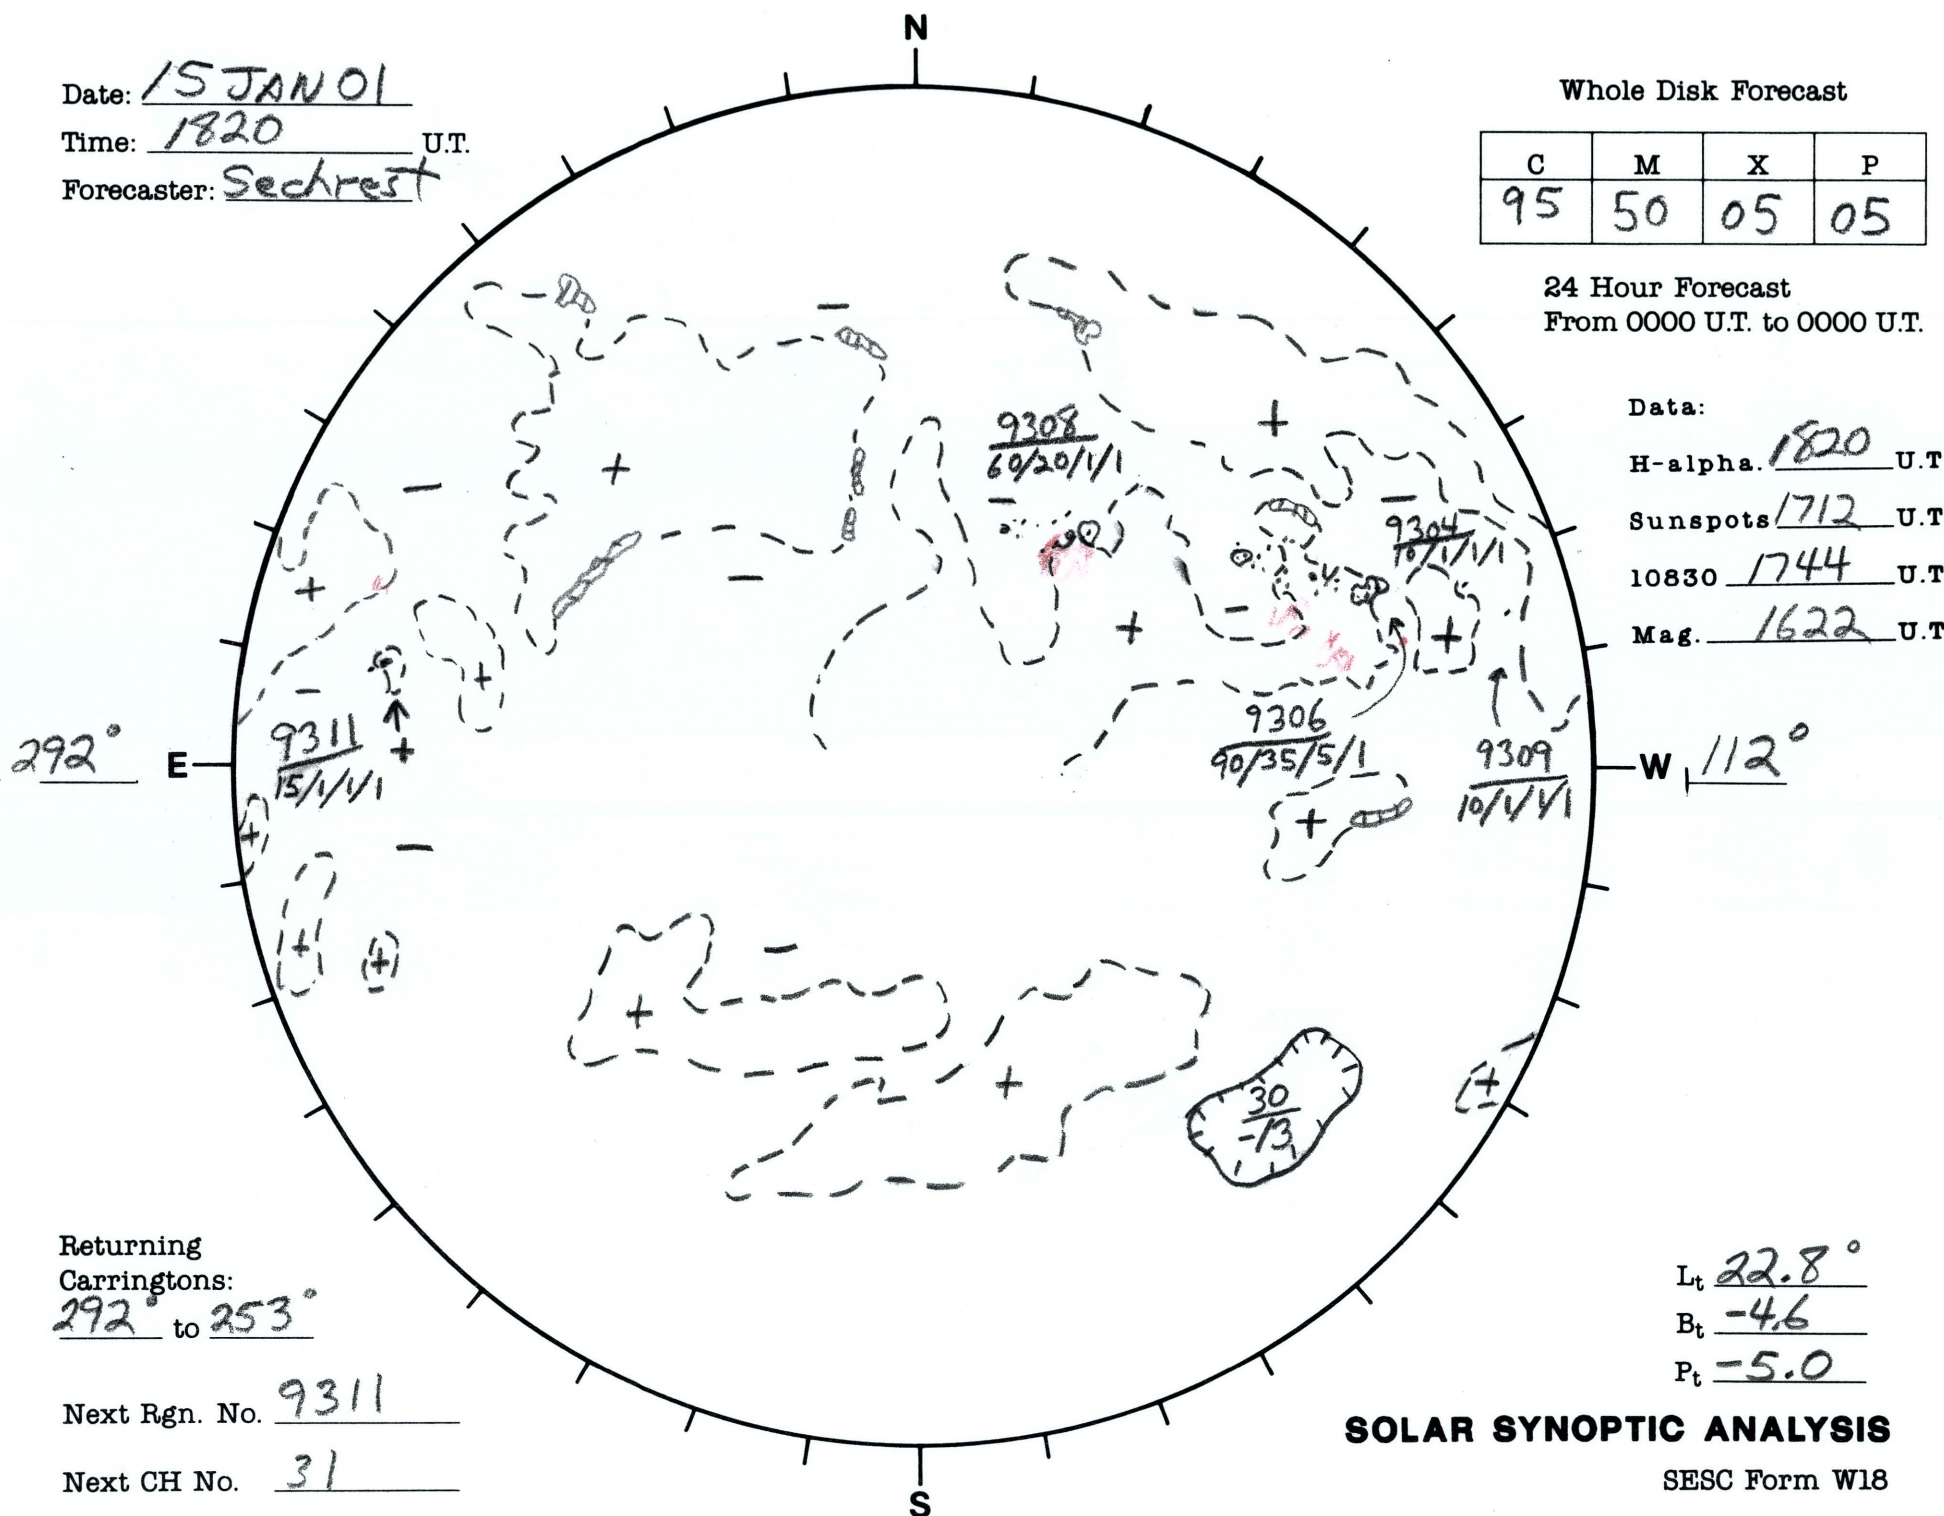 N
Date: 15 JAN 01
Time: 1820 U.T.
Forecaster: Sechrest
Whole Disk Forecast
C M X P
95 50 05 05
24 Hour Forecast
From 0000 U.T. to 0000 U.T.
Data:
H-alpha. 1820 U.T
Sunspots 1712 U.T
10830 1744 U.T
Mag. 1622 U.T
9308
60/20/1/1
9304
10/1/1/1
9306
90/35/5/1
9309
10/1/1/1
9311
15/1/1/1
292° E
W 112°
30
-/3
Returning
Carringtons:
292° to 253°
Next Rgn. No. 9311
Next CH No. 31
Lt 22.8°
Bt -4.6
Pt -5.0
SOLAR SYNOPTIC ANALYSIS
SESC Form W18
S